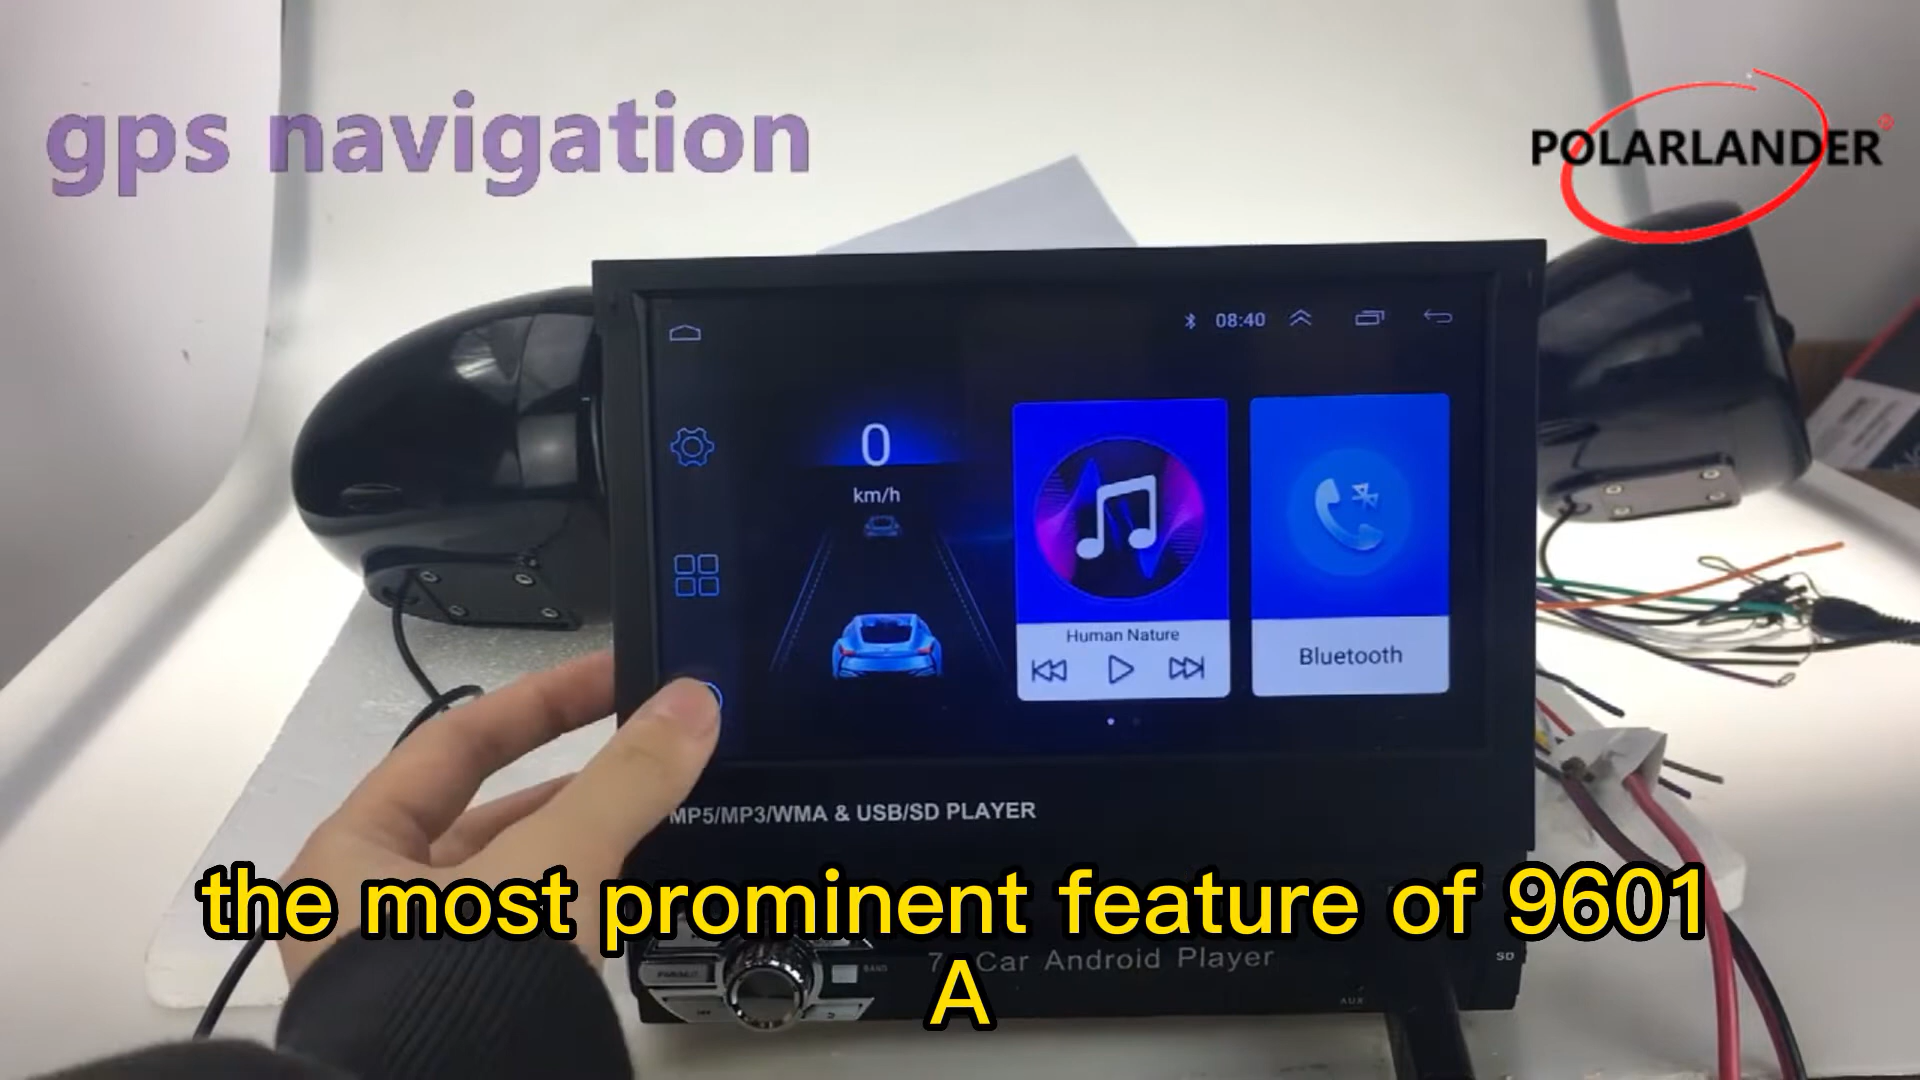 gps navigation
POLARLANDER®
08:40
0
km/h
Human Nature
Bluetooth
MP5/MP3/WMA & USB/SD PLAYER
the most prominent feature of 9601
A
Car Android Player
BAND
SD
AUX